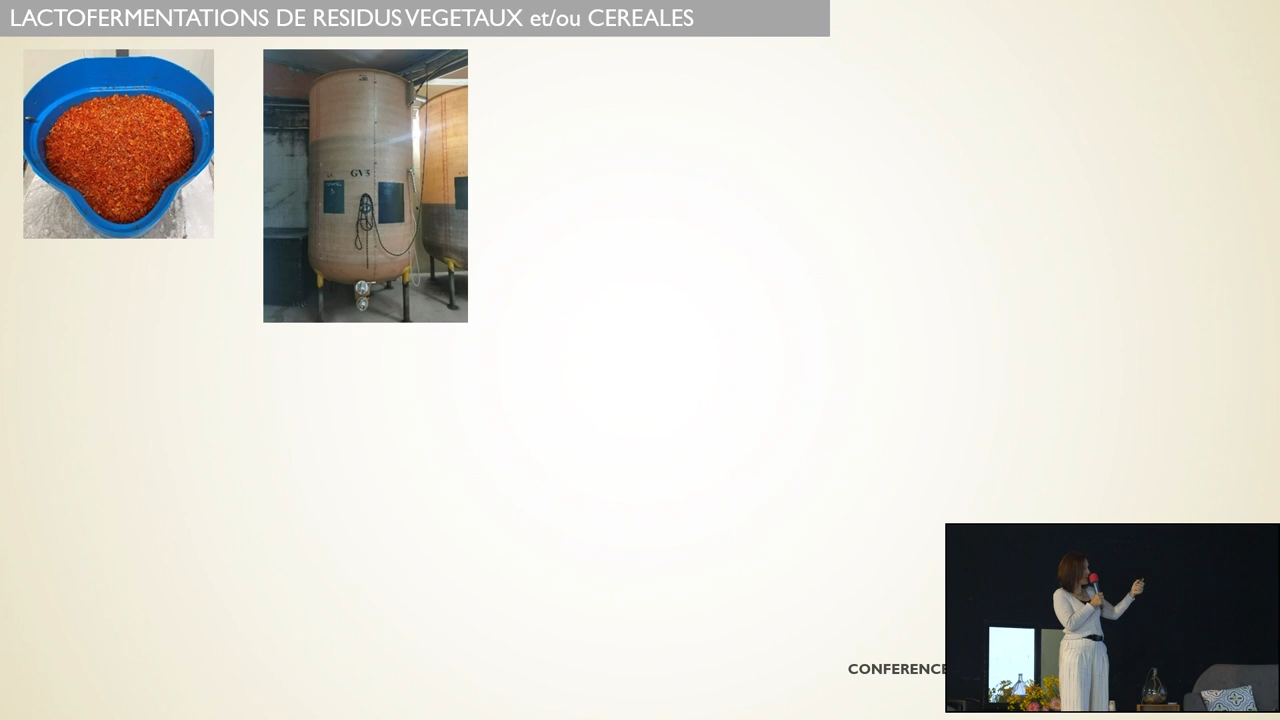 LACTOFERMENTATIONS DE RESIDUS VEGETAUX et/ou CEREALES
GV5
CONFERENCE